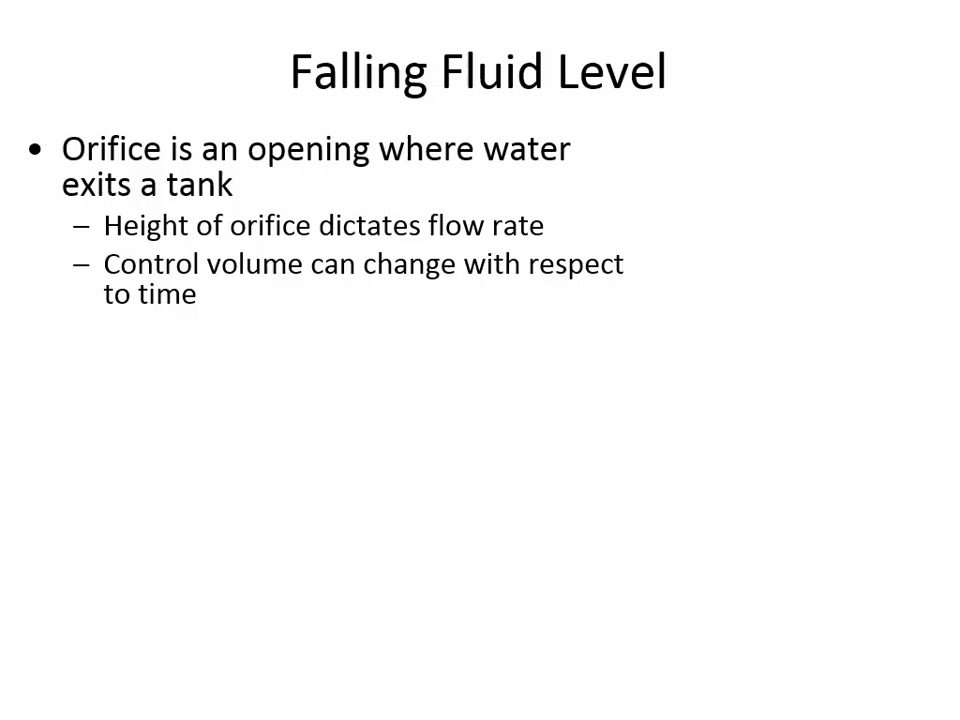 Falling Fluid Level
• Orifice is an opening where water
exits a tank
– Height of orifice dictates flow rate
– Control volume can change with respect
to time